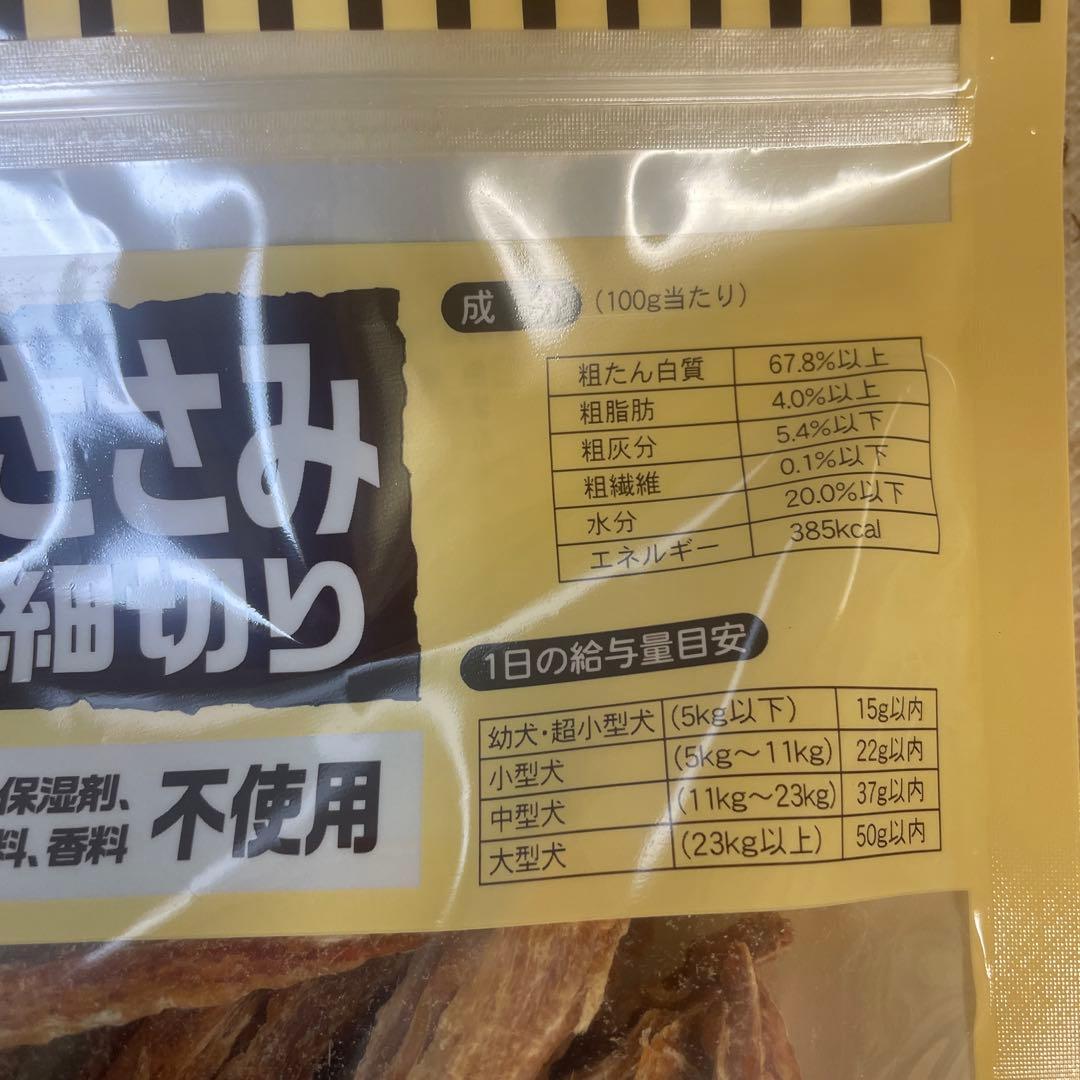 ささみ
細切り
保湿剤、
料、香料
不使用
成分 (100g当たり)
粗たん白質 67.8%以上
粗脂肪 4.0%以上
粗灰分 5.4%以下
粗繊維 0.1%以下
水分 20.0%以下
エネルギー 385kcal
1日の給与量目安
幼犬・超小型犬 (5kg以下) 15g以内
小型犬 (5kg〜11kg) 22g以内
中型犬 (11kg〜23kg) 37g以内
大型犬 (23kg以上) 50g以内